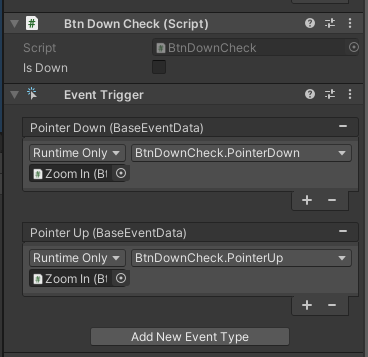 Btn Down Check (Script)
Script
BtnDownCheck
Is Down
Event Trigger
Pointer Down (BaseEventData)
Runtime Only
BtnDownCheck.PointerDown
Zoom In (Bt
Pointer Up (BaseEventData)
Runtime Only
BtnDownCheck.PointerUp
Zoom In (Bt
Add New Event Type